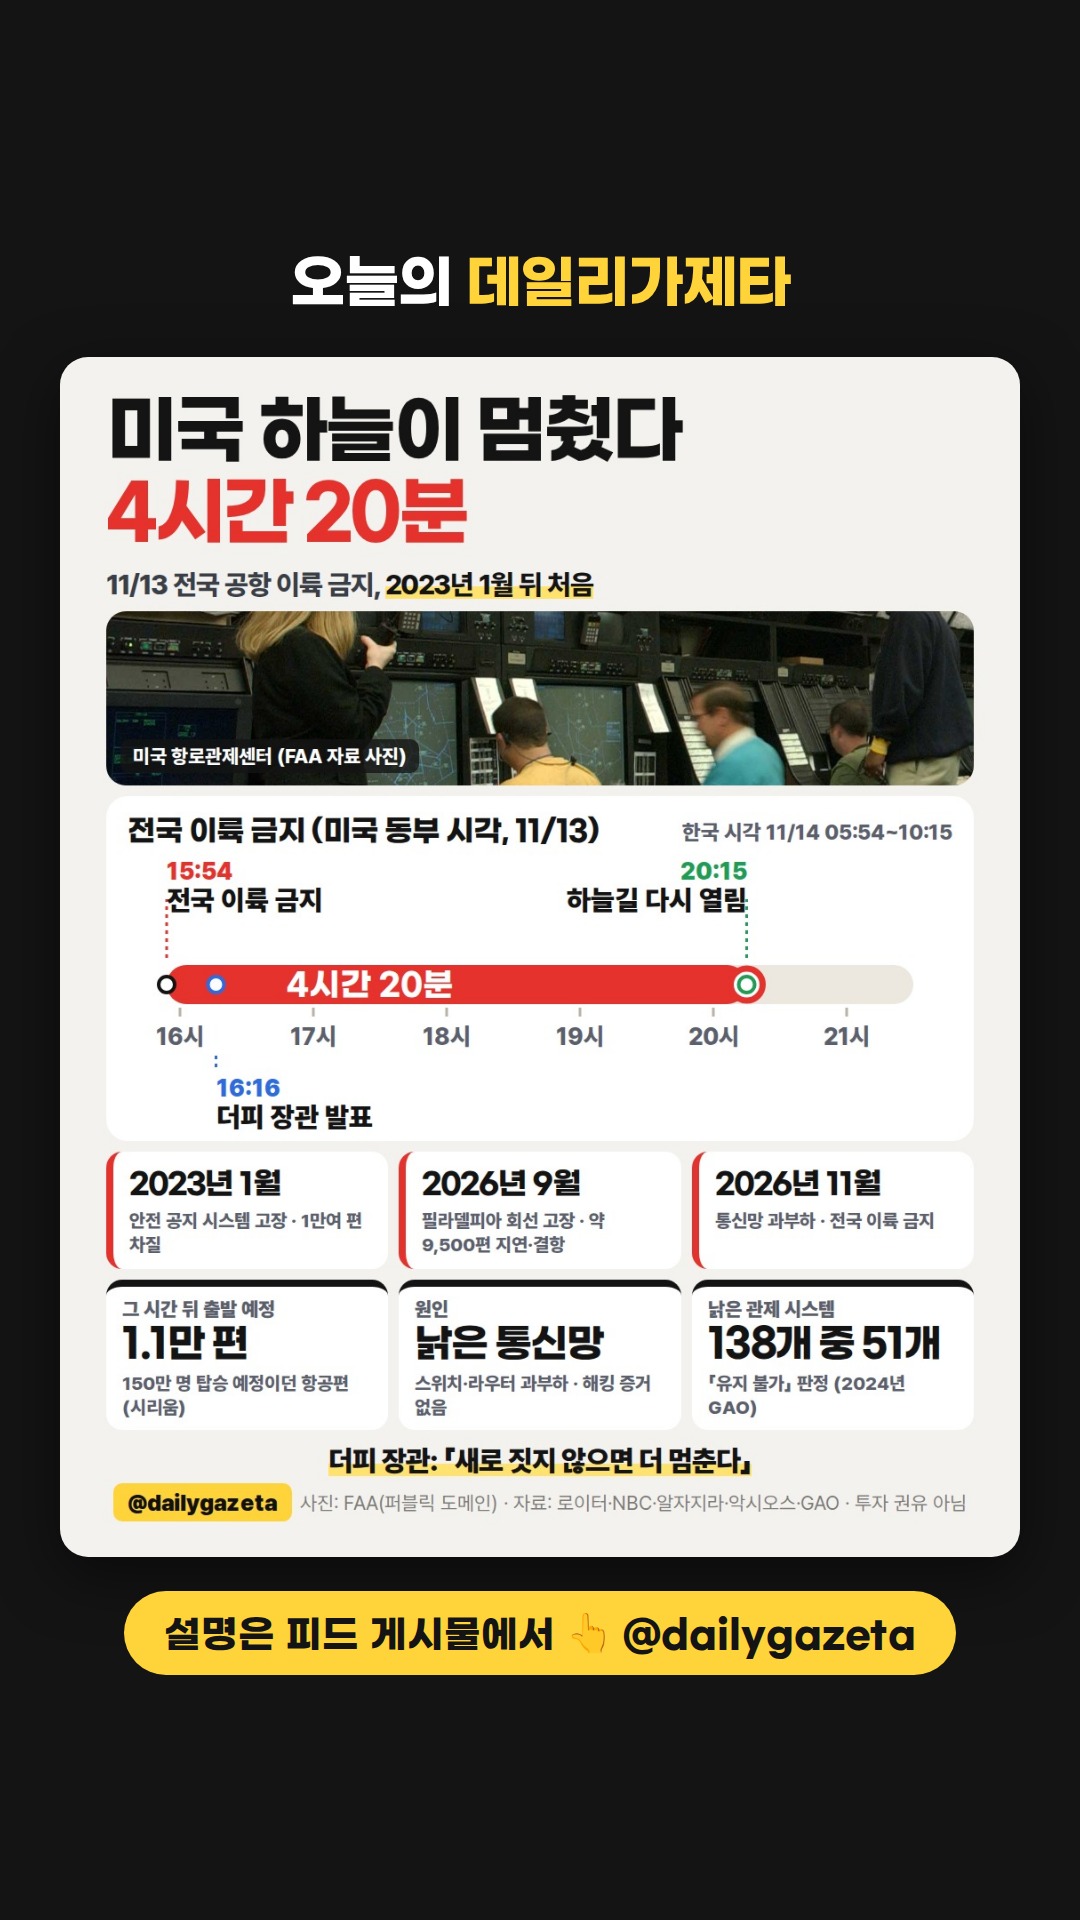 오늘의 데일리가제타
미국 하늘이 멈췄다
4시간 20분
11/13 전국 공항 이륙 금지, 2023년 1월 뒤 처음
미국 항로관제센터 (FAA 자료 사진)
전국 이륙 금지 (미국 동부 시각, 11/13)
한국 시각 11/14 05:54~10:15
15:54
전국 이륙 금지
20:15
하늘길 다시 열림
4시간 20분
16시 17시 18시 19시 20시 21시
16:16
더피 장관 발표
2023년 1월
안전 공지 시스템 고장 · 1만여 편
차질
2026년 9월
필라델피아 회선 고장 · 약
9,500편 지연·결항
2026년 11월
통신망 과부하 · 전국 이륙 금지
그 시간 뒤 출발 예정
1.1만 편
150만 명 탑승 예정이던 항공편
(시리움)
원인
낡은 통신망
스위치·라우터 과부하 · 해킹 증거
없음
낡은 관제 시스템
138개 중 51개
「유지 불가」 판정 (2024년
GAO)
더피 장관: 「새로 짓지 않으면 더 멈춘다」
@dailygazeta
사진: FAA(퍼블릭 도메인) · 자료: 로이터·NBC·알자지라·악시오스·GAO · 투자 권유 아님
설명은 피드 게시물에서 👆 @dailygazeta